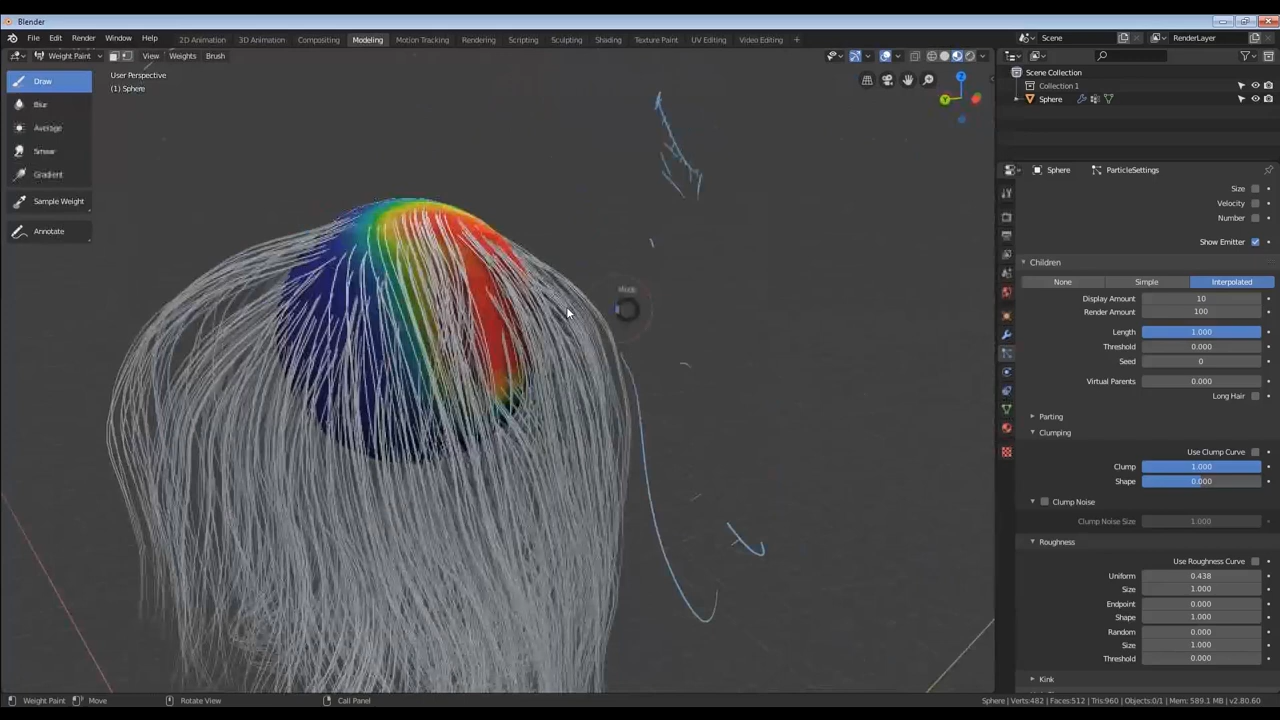 Blender
File Edit Render Window Help
2D Animation 3D Animation Compositing Modeling Motion Tracking Rendering Scripting Sculpting Shading Texture Paint UV Editing Video Editing +
Scene RenderLayer
Weight Paint View Weights Brush
User Perspective
(1) Sphere
Draw
Blur
Average
Smear
Gradient
Sample Weight
Annotate
Z
Y
Scene Collection
Collection 1
Sphere
Sphere ParticleSettings
Size
Velocity
Number
Show Emitter
Children
None Simple Interpolated
Display Amount 10
Render Amount 100
Length 1.000
Threshold 0.000
Seed 0
Virtual Parents 0.000
Long Hair
Parting
Clumping
Use Clump Curve
Clump 1.000
Shape 0.000
Clump Noise
Clump Noise Size 1.000
Roughness
Use Roughness Curve
Uniform 0.438
Size 1.000
Endpoint 0.000
Shape 1.000
Random 0.000
Size 1.000
Threshold 0.000
Kink
Weight Paint Move Rotate View Call Panel
Sphere | Verts:482 | Faces:512 | Tris:960 | Objects:0/1 | Mem: 589.1 MB | v2.80.60